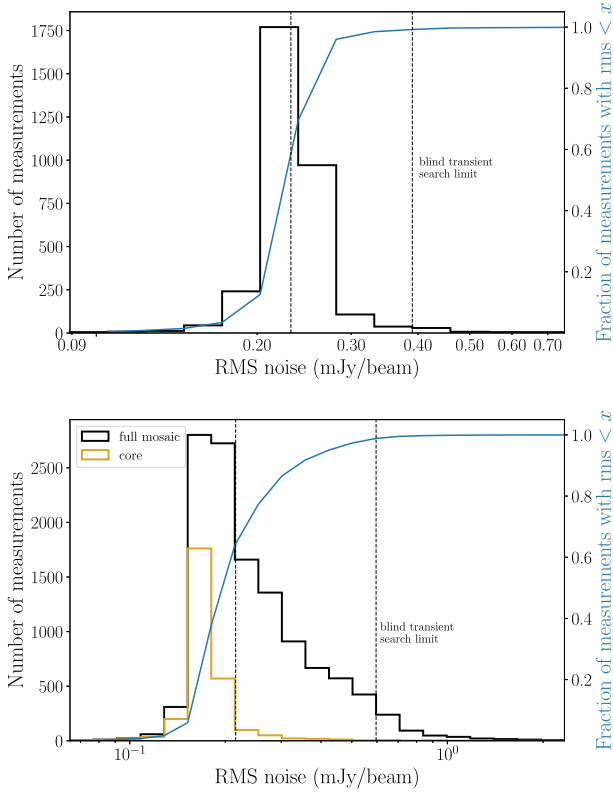 1750
1500
1250
1000
750
500
250
0
Number of measurements
1.0
0.8
0.6
0.4
0.2
Fraction of measurements with rms < x
blind transient
search limit
0.09
0.20
0.30
0.40
0.50
0.60
0.70
RMS noise (mJy/beam)
full mosaic
core
2500
2000
1500
1000
500
0
Number of measurements
1.0
0.8
0.6
0.4
0.2
Fraction of measurements with rms < x
blind transient
search limit
10⁻¹
10⁰
RMS noise (mJy/beam)